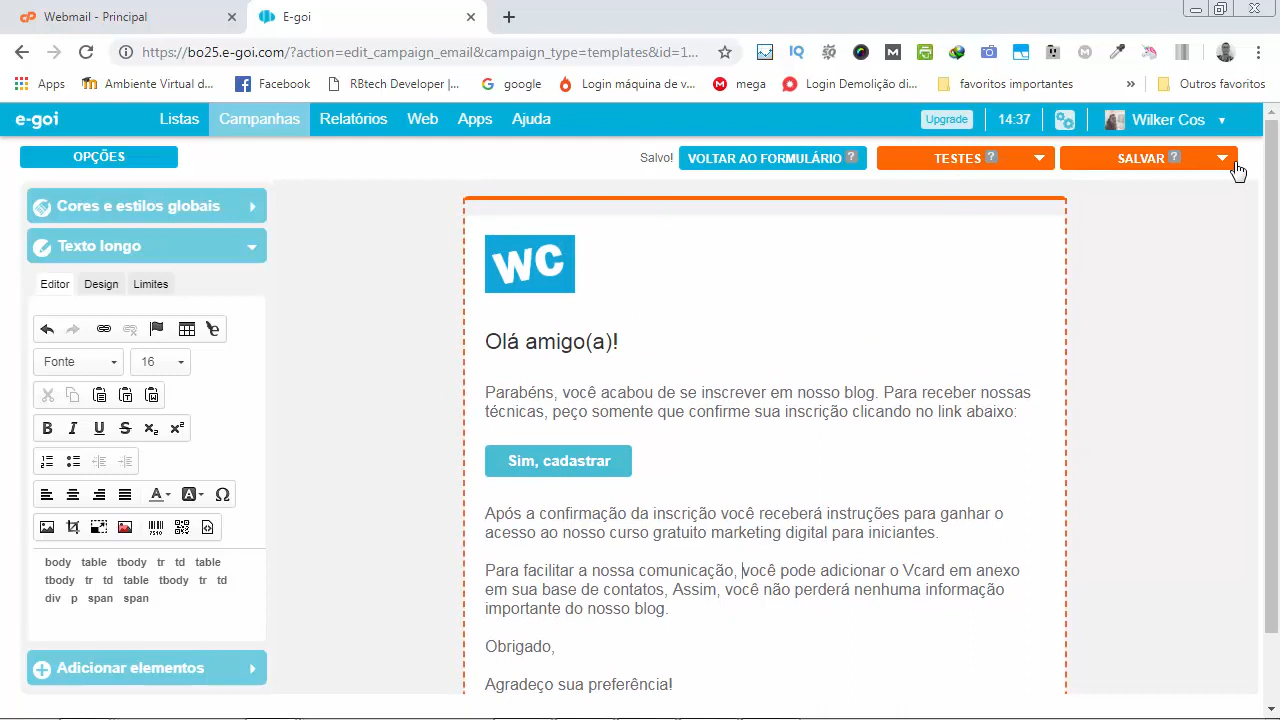 Webmail - Principal
E-goi
https://bo25.e-goi.com/?action=edit_campaign_email&campaign_type=templates&id=1...
Apps
Ambiente Virtual d...
Facebook
RBtech Developer |...
google
Login máquina de v...
mega
Login Demolição di...
favoritos importantes
»
Outros favoritos
e-goi
Listas
Campanhas
Relatórios
Web
Apps
Ajuda
Upgrade
14:37
Wilker Cos
OPÇÕES
Salvo!
VOLTAR AO FORMULÁRIO ?
TESTES ?
SALVAR ?
Cores e estilos globais
Texto longo
Editor
Design
Limites
Fonte
16
body table tbody tr td table
tbody tr td table tbody tr td
div p span span
Adicionar elementos
WC
Olá amigo(a)!
Parabéns, você acabou de se inscrever em nosso blog. Para receber nossas
técnicas, peço somente que confirme sua inscrição clicando no link abaixo:
Sim, cadastrar
Após a confirmação da inscrição você receberá instruções para ganhar o
acesso ao nosso curso gratuito marketing digital para iniciantes.
Para facilitar a nossa comunicação, você pode adicionar o Vcard em anexo
em sua base de contatos, Assim, você não perderá nenhuma informação
importante do nosso blog.
Obrigado,
Agradeço sua preferência!